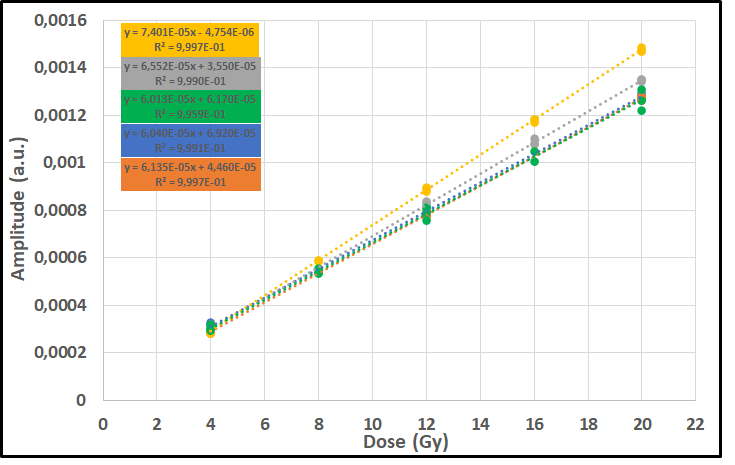 0,0016
0,0014
0,0012
0,001
0,0008
0,0006
0,0004
0,0002
0
Amplitude (a.u.)
y = 7,401E-05x - 4,754E-06
R² = 9,997E-01
y = 6,552E-05x + 3,550E-05
R² = 9,990E-01
y = 6,013E-05x + 6,170E-05
R² = 9,959E-01
y = 6,040E-05x + 6,920E-05
R² = 9,991E-01
y = 6,135E-05x + 4,460E-05
R² = 9,997E-01
0 2 4 6 8 10 12 14 16 18 20 22
Dose (Gy)